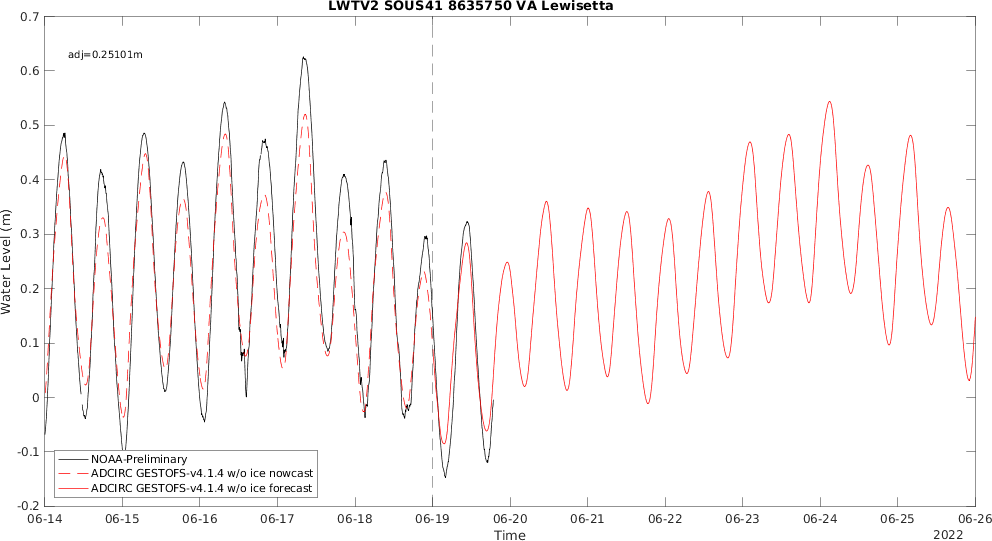 LWTV2 SOUS41 8635750 VA Lewisetta
adj=0.25101m
0.7
0.6
0.5
0.4
0.3
0.2
0.1
0
-0.1
-0.2
Water Level (m)
NOAA-Preliminary
ADCIRC GESTOFS-v4.1.4 w/o ice nowcast
ADCIRC GESTOFS-v4.1.4 w/o ice forecast
06-14 06-15 06-16 06-17 06-18 06-19 06-20 06-21 06-22 06-23 06-24 06-25 06-26
Time
2022